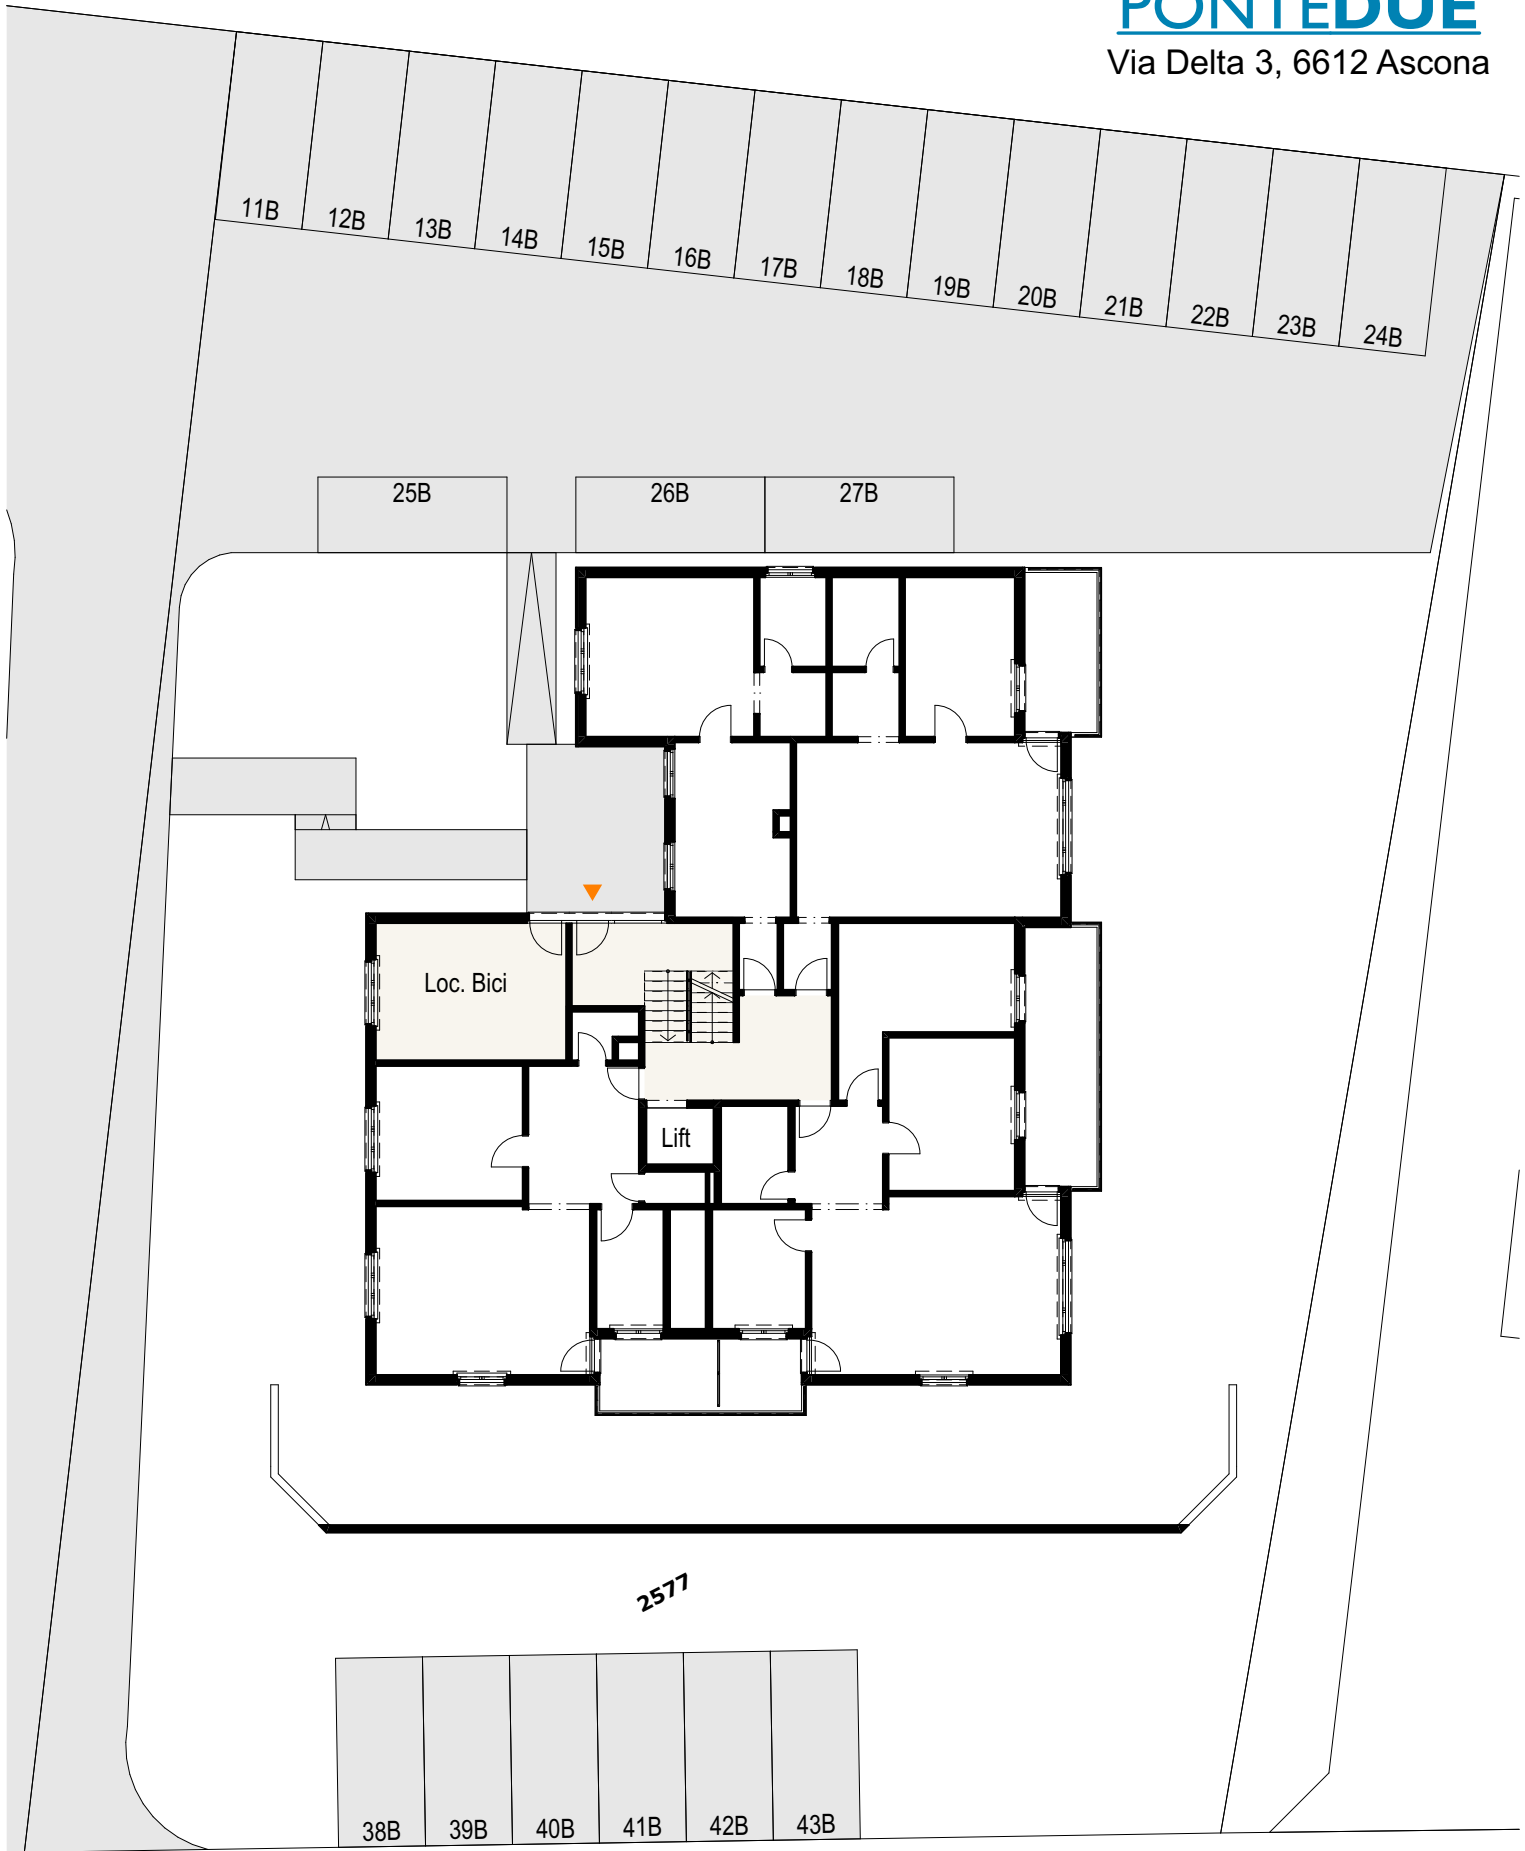 PONTEDUE
Via Delta 3, 6612 Ascona
11B
12B
13B
14B
15B
16B
17B
18B
19B
20B
21B
22B
23B
24B
25B
26B
27B
Loc. Bici
Lift
2577
38B
39B
40B
41B
42B
43B